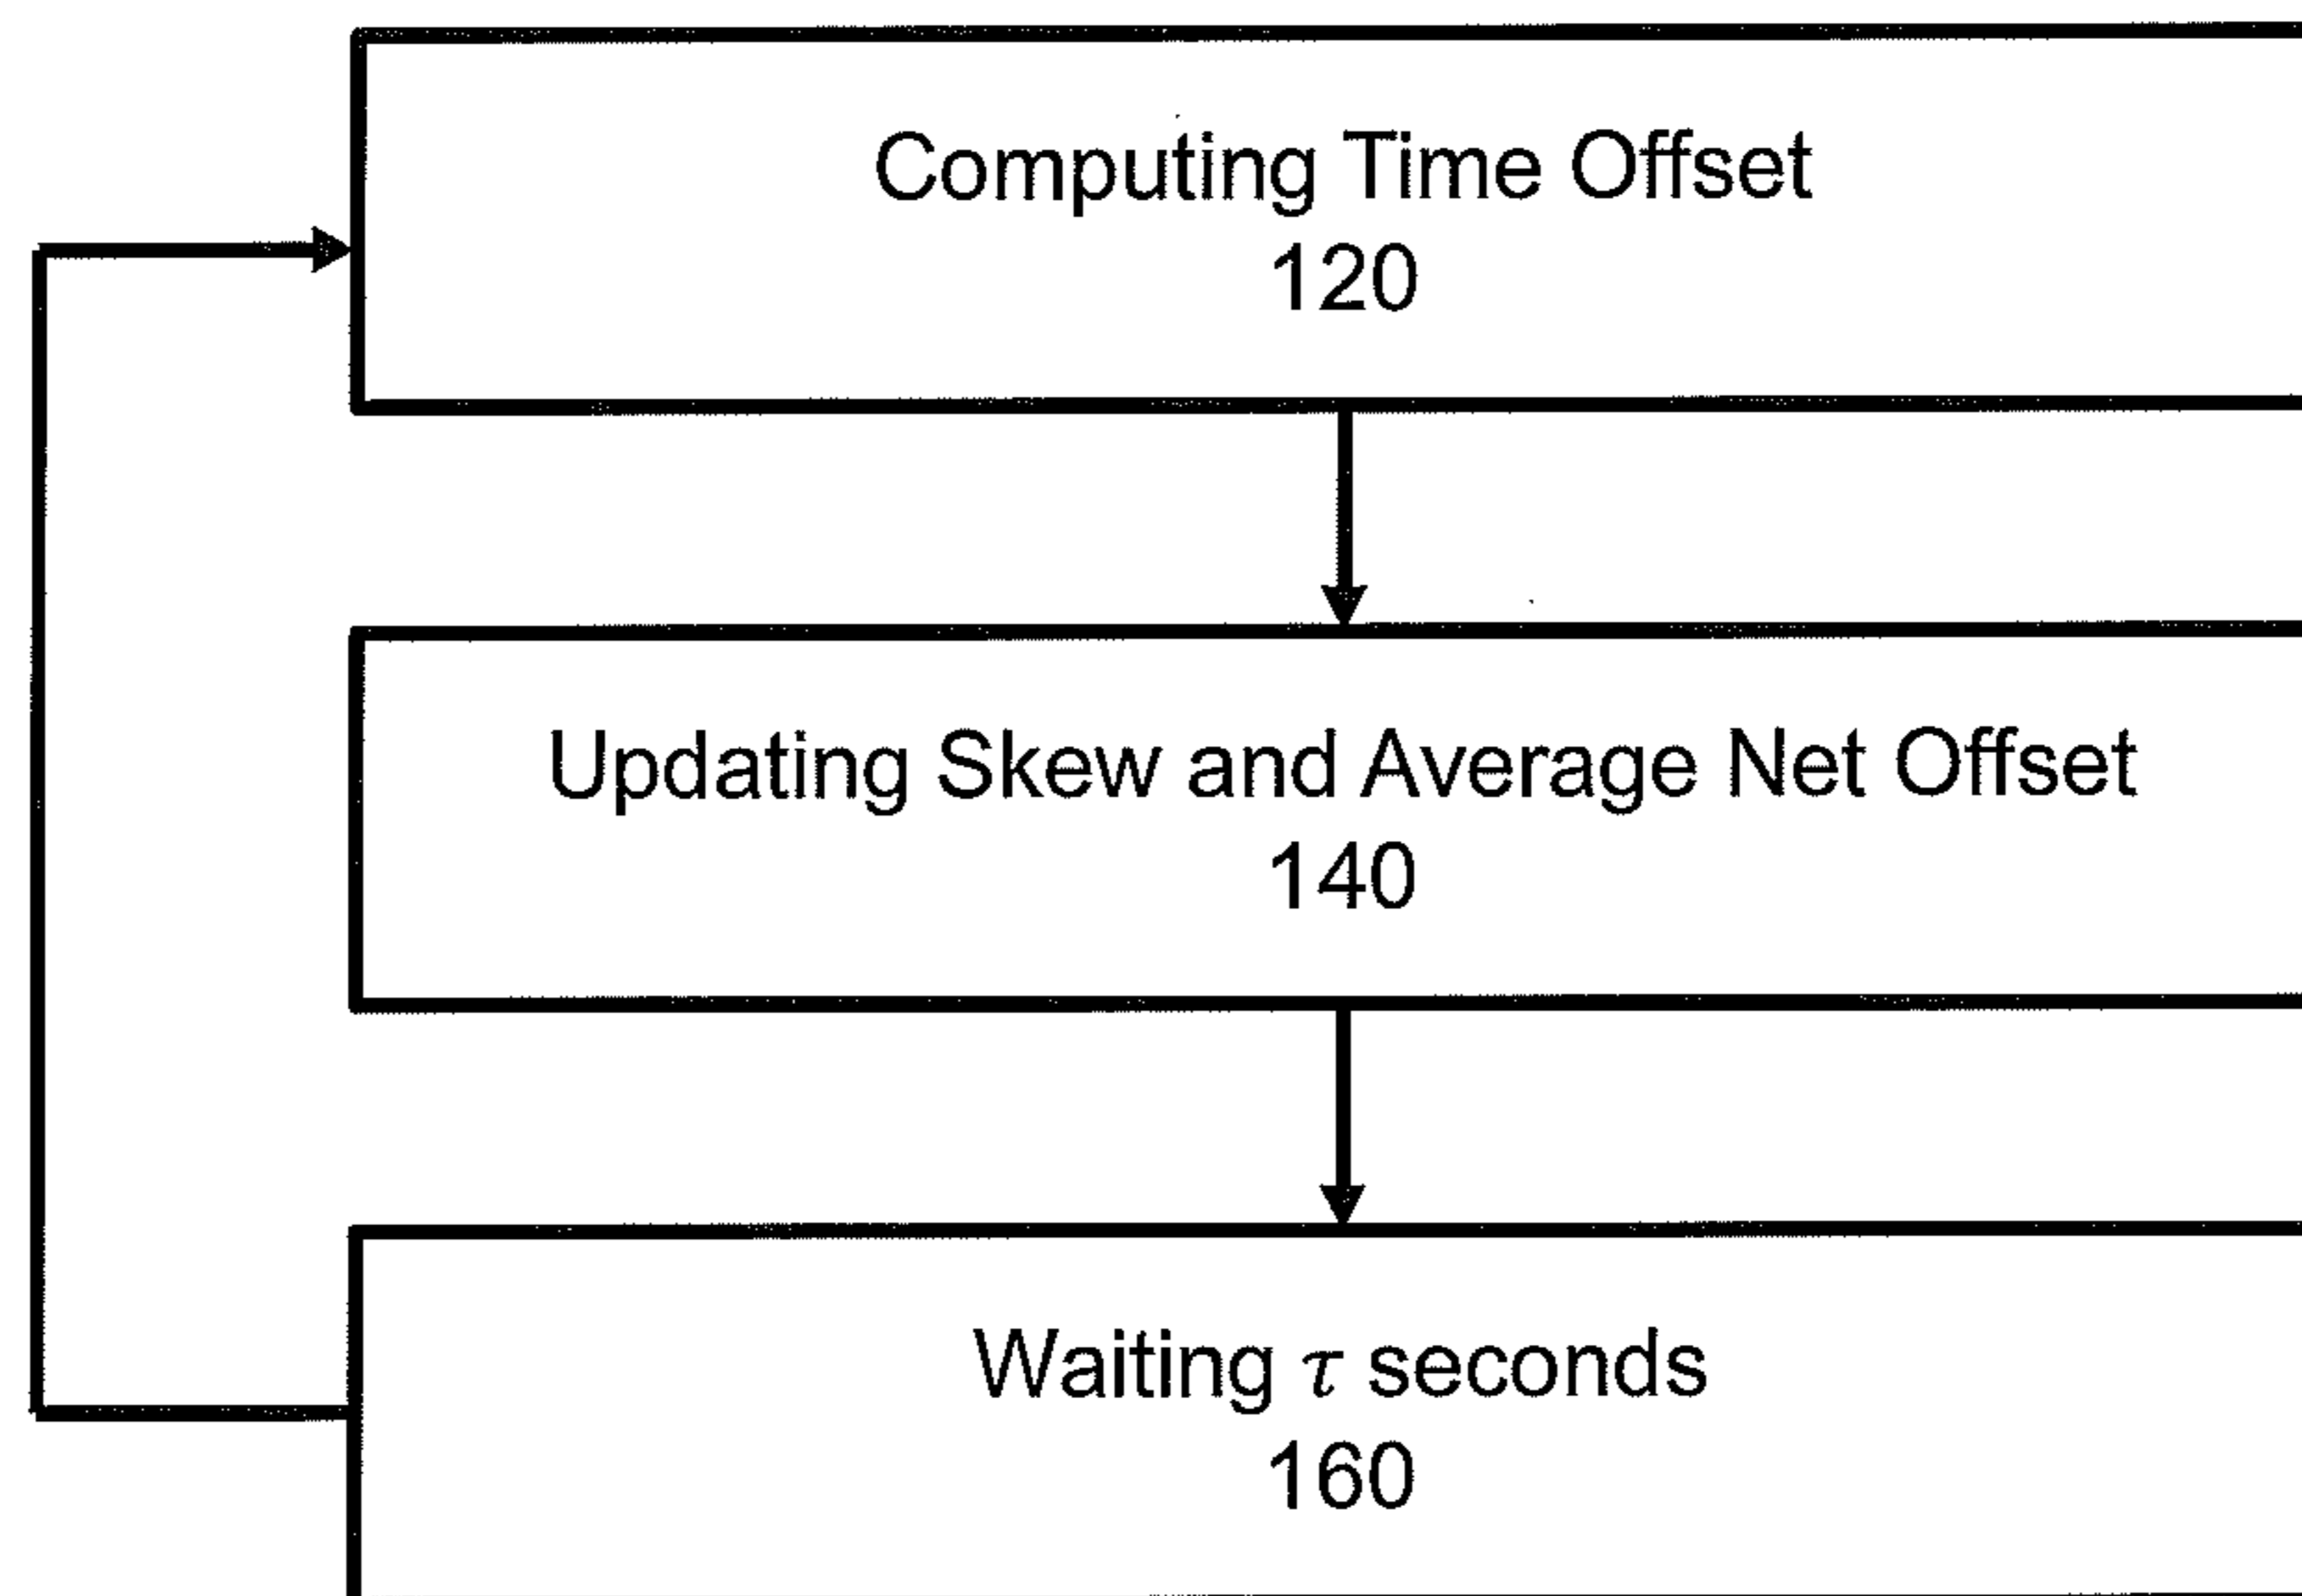 Computing Time Offset
120
Updating Skew and Average Net Offset
140
Waiting τ seconds
160